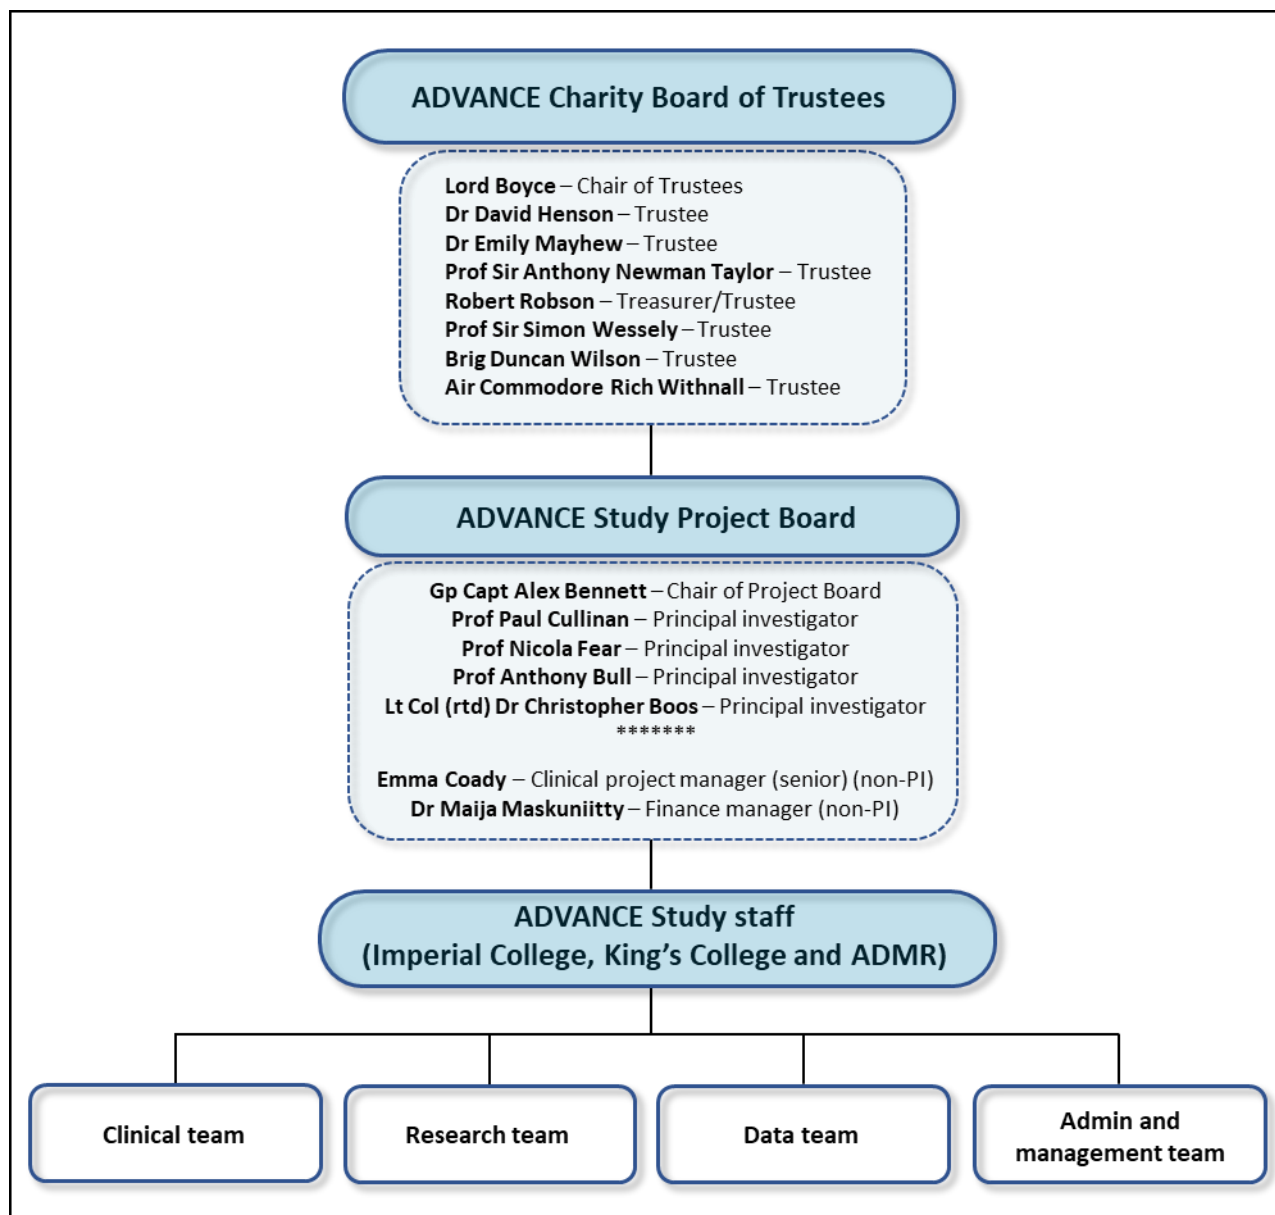 ADVANCE Charity Board of Trustees
Lord Boyce – Chair of Trustees
Dr David Henson – Trustee
Dr Emily Mayhew – Trustee
Prof Sir Anthony Newman Taylor – Trustee
Robert Robson – Treasurer/Trustee
Prof Sir Simon Wessely – Trustee
Brig Duncan Wilson – Trustee
Air Commodore Rich Withnall – Trustee
ADVANCE Study Project Board
Gp Capt Alex Bennett – Chair of Project Board
Prof Paul Cullinan – Principal investigator
Prof Nicola Fear – Principal investigator
Prof Anthony Bull – Principal investigator
Lt Col (rtd) Dr Christopher Boos – Principal investigator
*******
Emma Coady – Clinical project manager (senior) (non-PI)
Dr Maija Maskuniitty – Finance manager (non-PI)
ADVANCE Study staff
(Imperial College, King's College and ADMR)
Clinical team
Research team
Data team
Admin and
management team